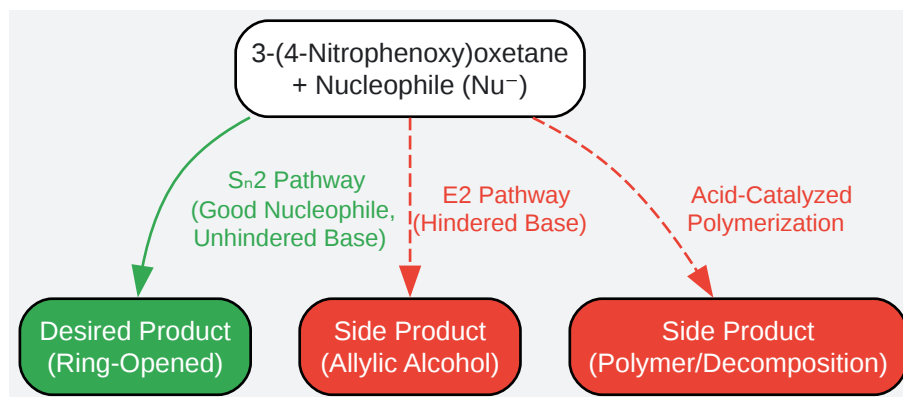 3-(4-Nitrophenoxy)oxetane
+ Nucleophile (Nu⁻)
Sₙ2 Pathway
(Good Nucleophile,
Unhindered Base)
E2 Pathway
(Hindered Base)
Acid-Catalyzed
Polymerization
Desired Product
(Ring-Opened)
Side Product
(Allylic Alcohol)
Side Product
(Polymer/Decomposition)